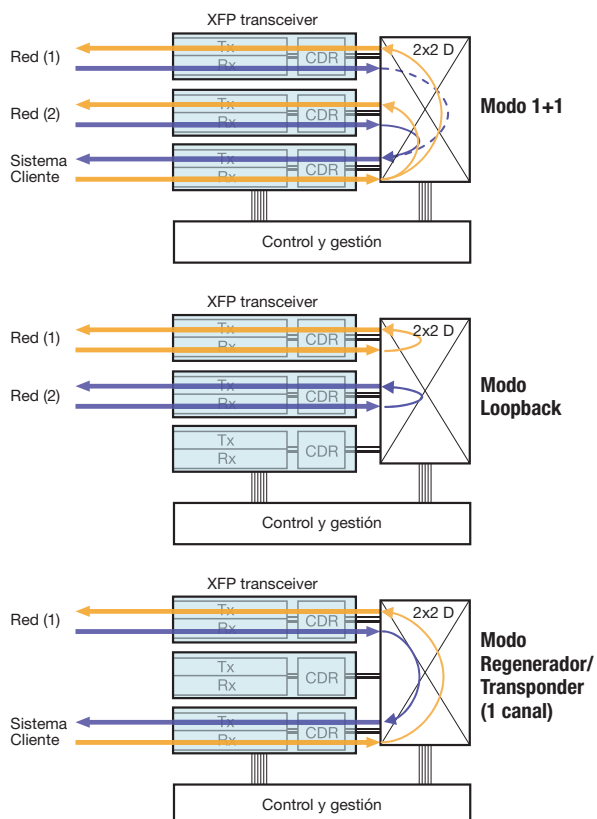 XFP transceiver
Red (1)
Tx
Rx
CDR
2x2 D
Red (2)
Tx
Rx
CDR
Modo 1+1
Sistema
Cliente
Tx
Rx
CDR
Control y gestión
XFP transceiver
Red (1)
Tx
Rx
CDR
2x2 D
Red (2)
Tx
Rx
CDR
Modo
Loopback
Tx
Rx
CDR
Control y gestión
XFP transceiver
Red (1)
Tx
Rx
CDR
2x2 D
Tx
Rx
CDR
Modo
Regenerador/
Transponder
(1 canal)
Sistema
Cliente
Tx
Rx
CDR
Control y gestión